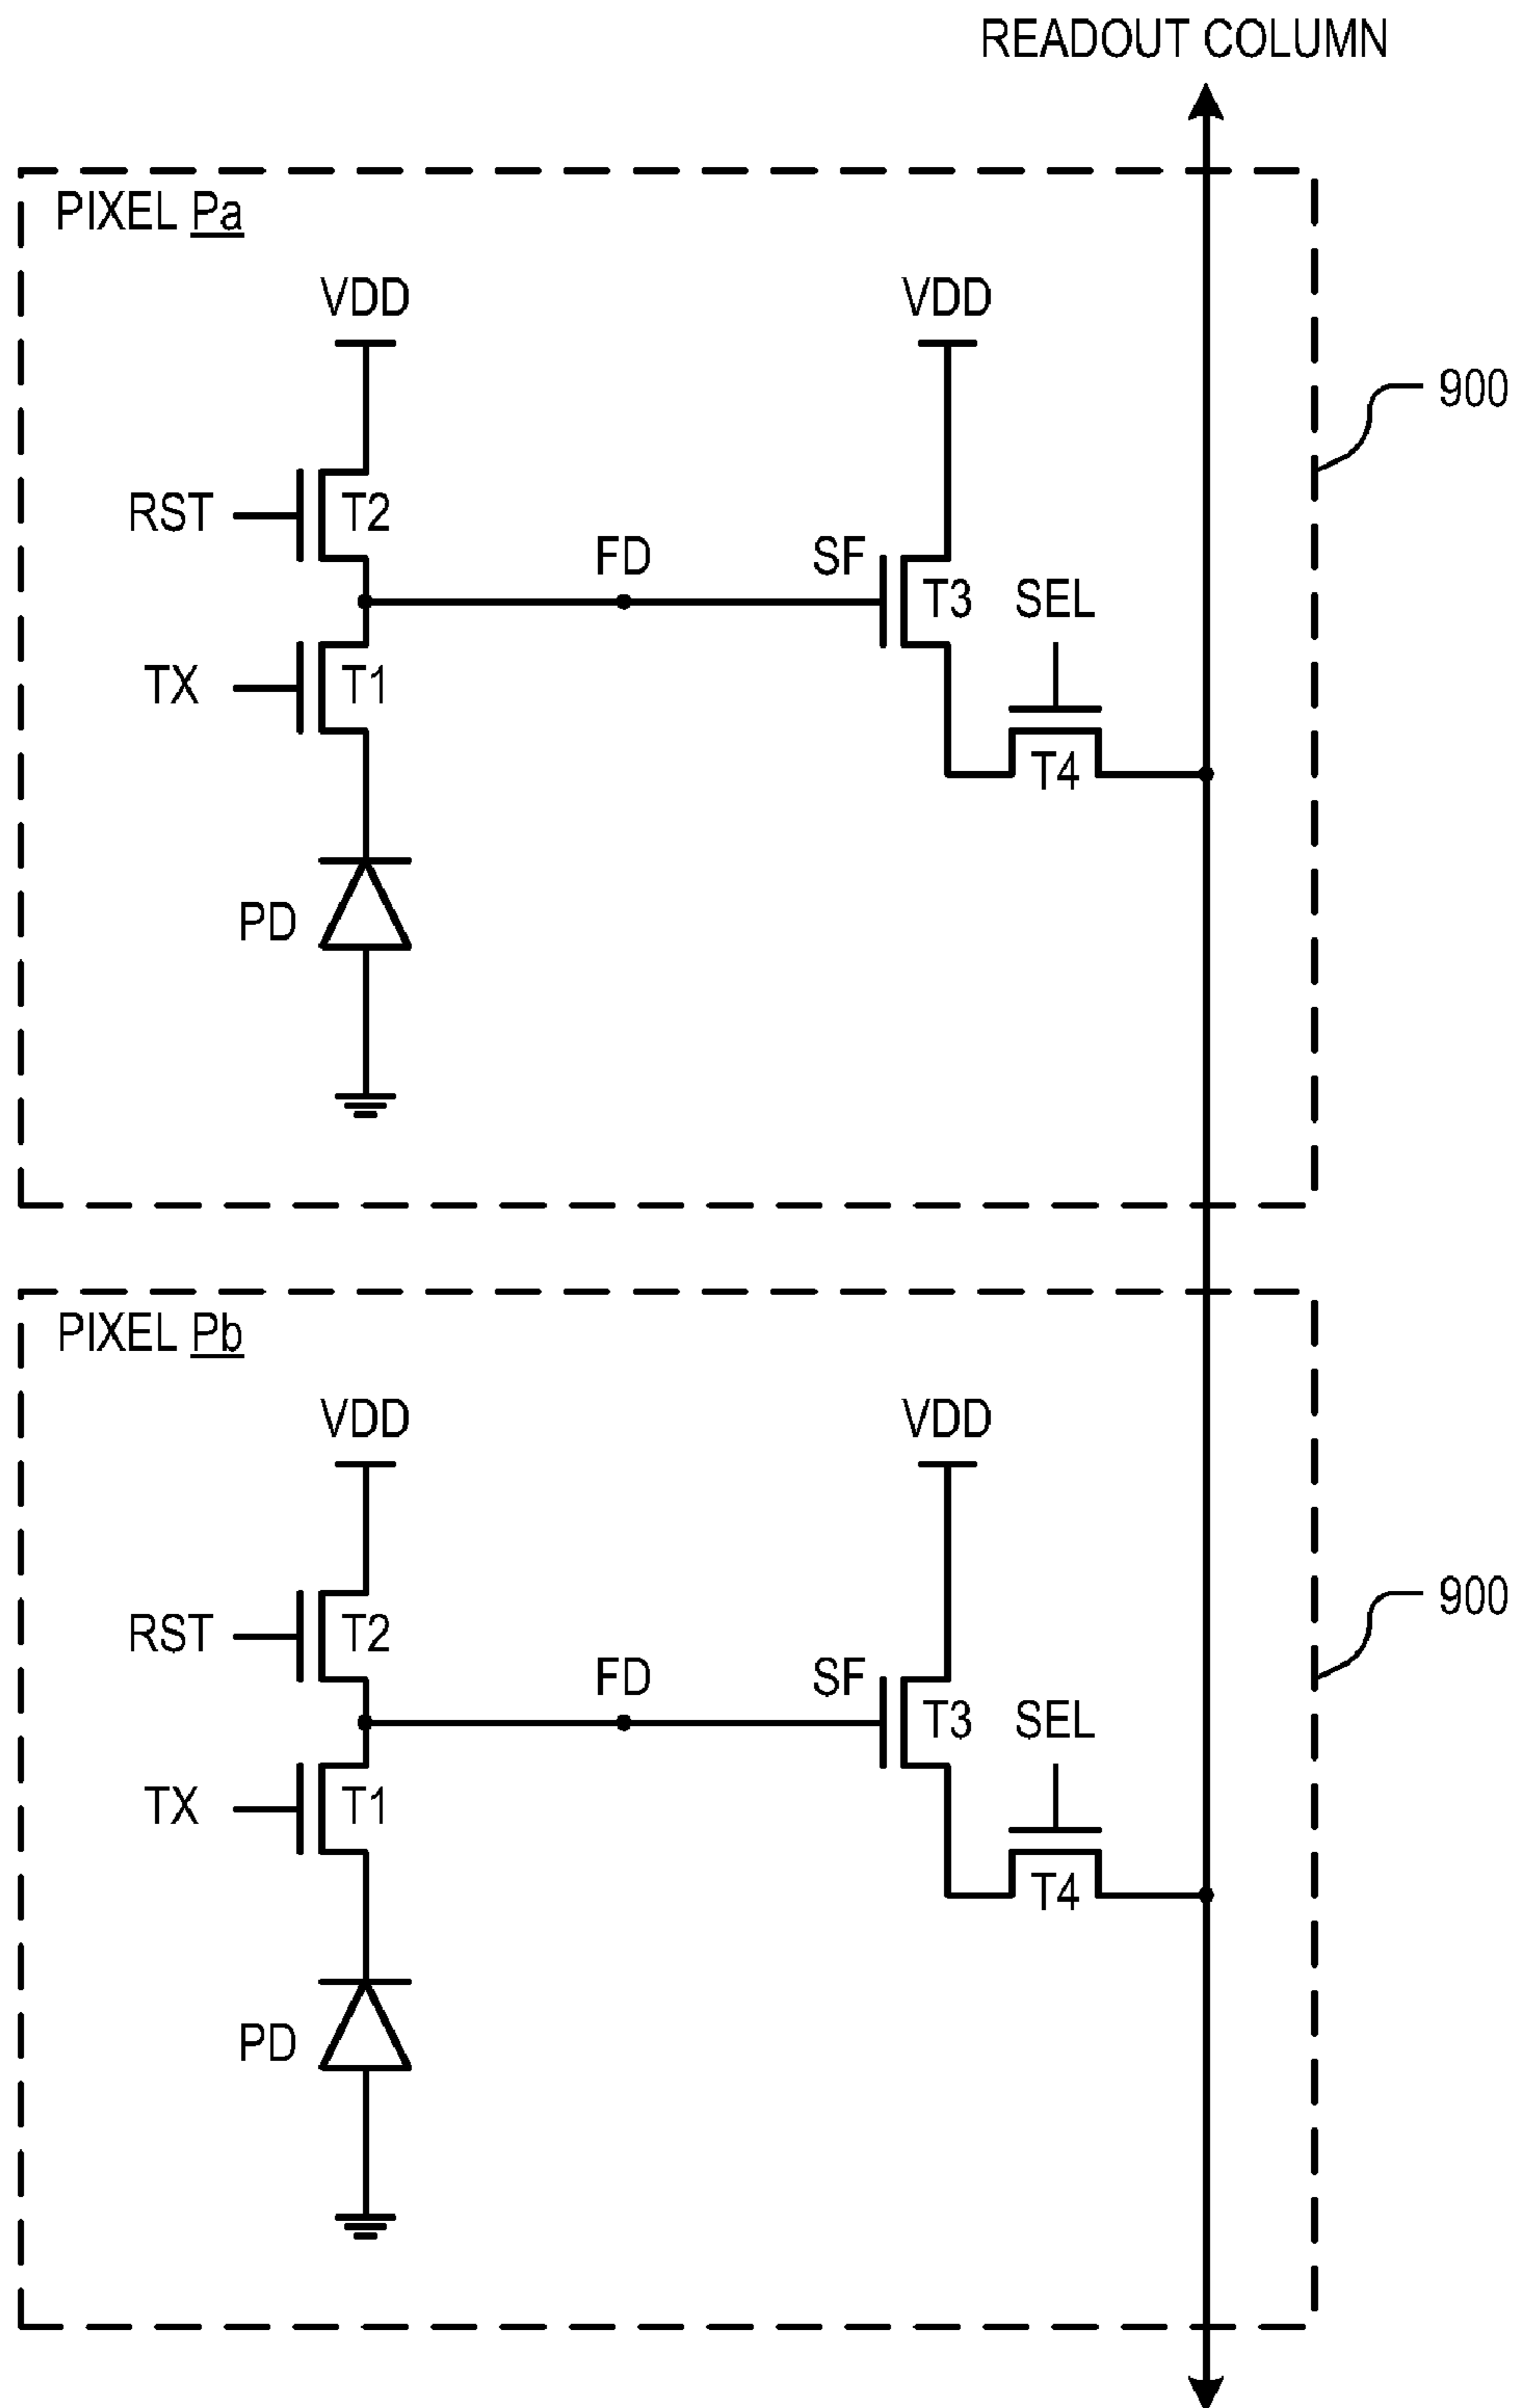 READOUT COLUMN
PIXEL Pa
VDD
VDD
900
RST
T2
FD
SF
T3
SEL
TX
T1
T4
PD
PIXEL Pb
VDD
VDD
900
RST
T2
FD
SF
T3
SEL
TX
T1
T4
PD